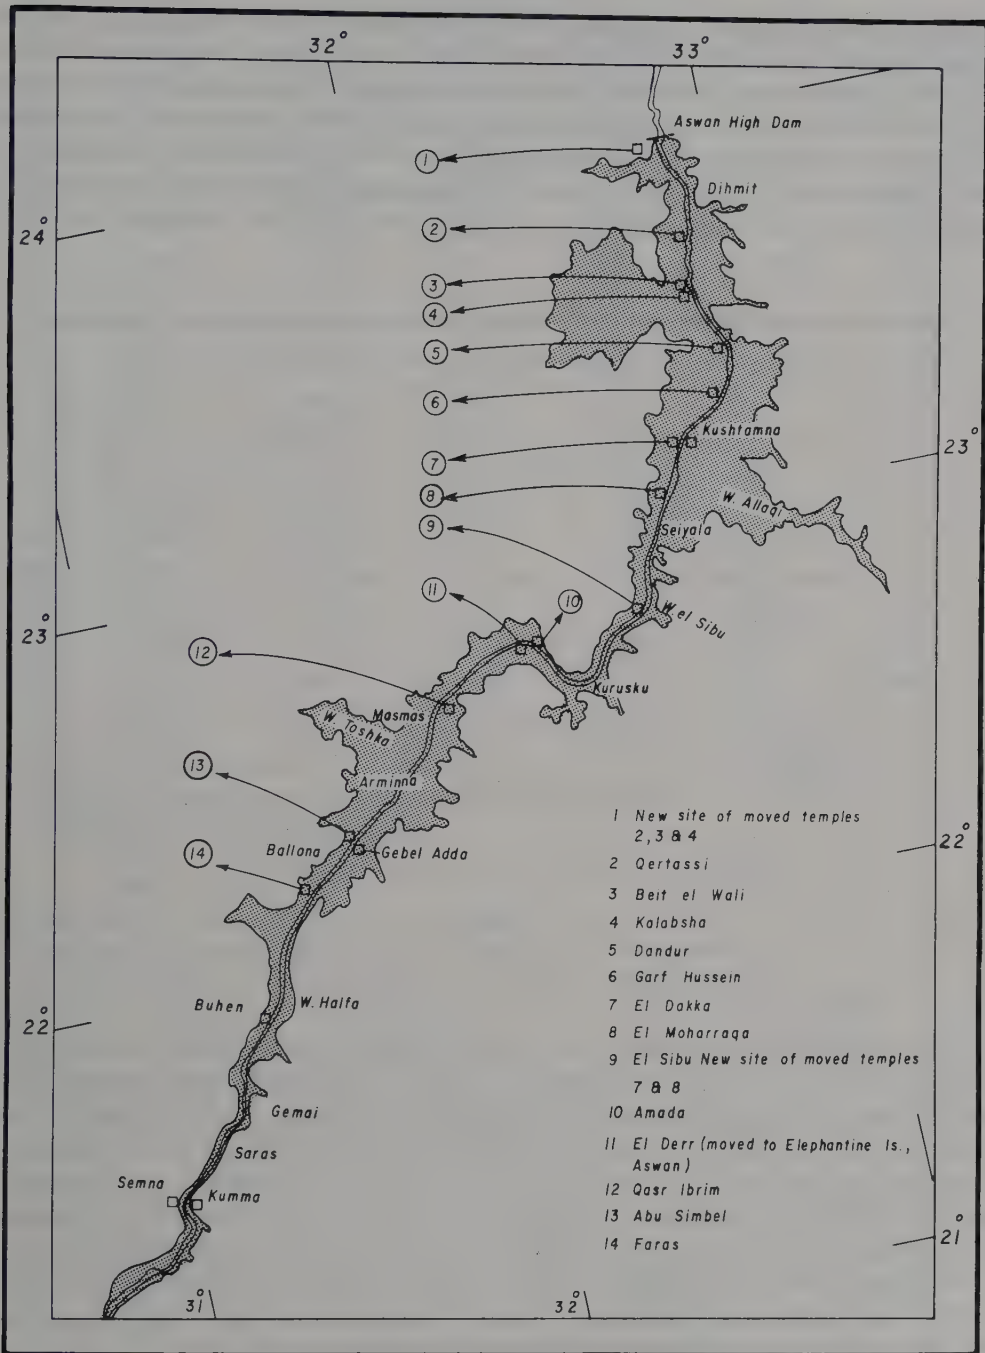 32°
33°
Aswan High Dam
1
Dihmit
2
24°
3
4
5
6
Kushtamna
23°
7
8
W. Allaqi
9
Seiyala
11
10
W. el Sibu
23°
12
Kurusku
Masmas
W Toshka
13
Arminna
1 New site of moved temples
2, 3 & 4
22°
Ballana
Gebel Adda
14
2 Qertassi
3 Beit el Wali
4 Kalabsha
5 Dandur
6 Garf Hussein
Buhen
W. Halfa
7 El Dakka
22°
8 El Moharraqa
9 El Sibu New site of moved temples
7 & 8
Gemai
10 Amada
Saras
11 El Derr (moved to Elephantine Is.,
Aswan)
Semna
Kumma
12 Qasr Ibrim
13 Abu Simbel
21°
14 Faras
31°
32°